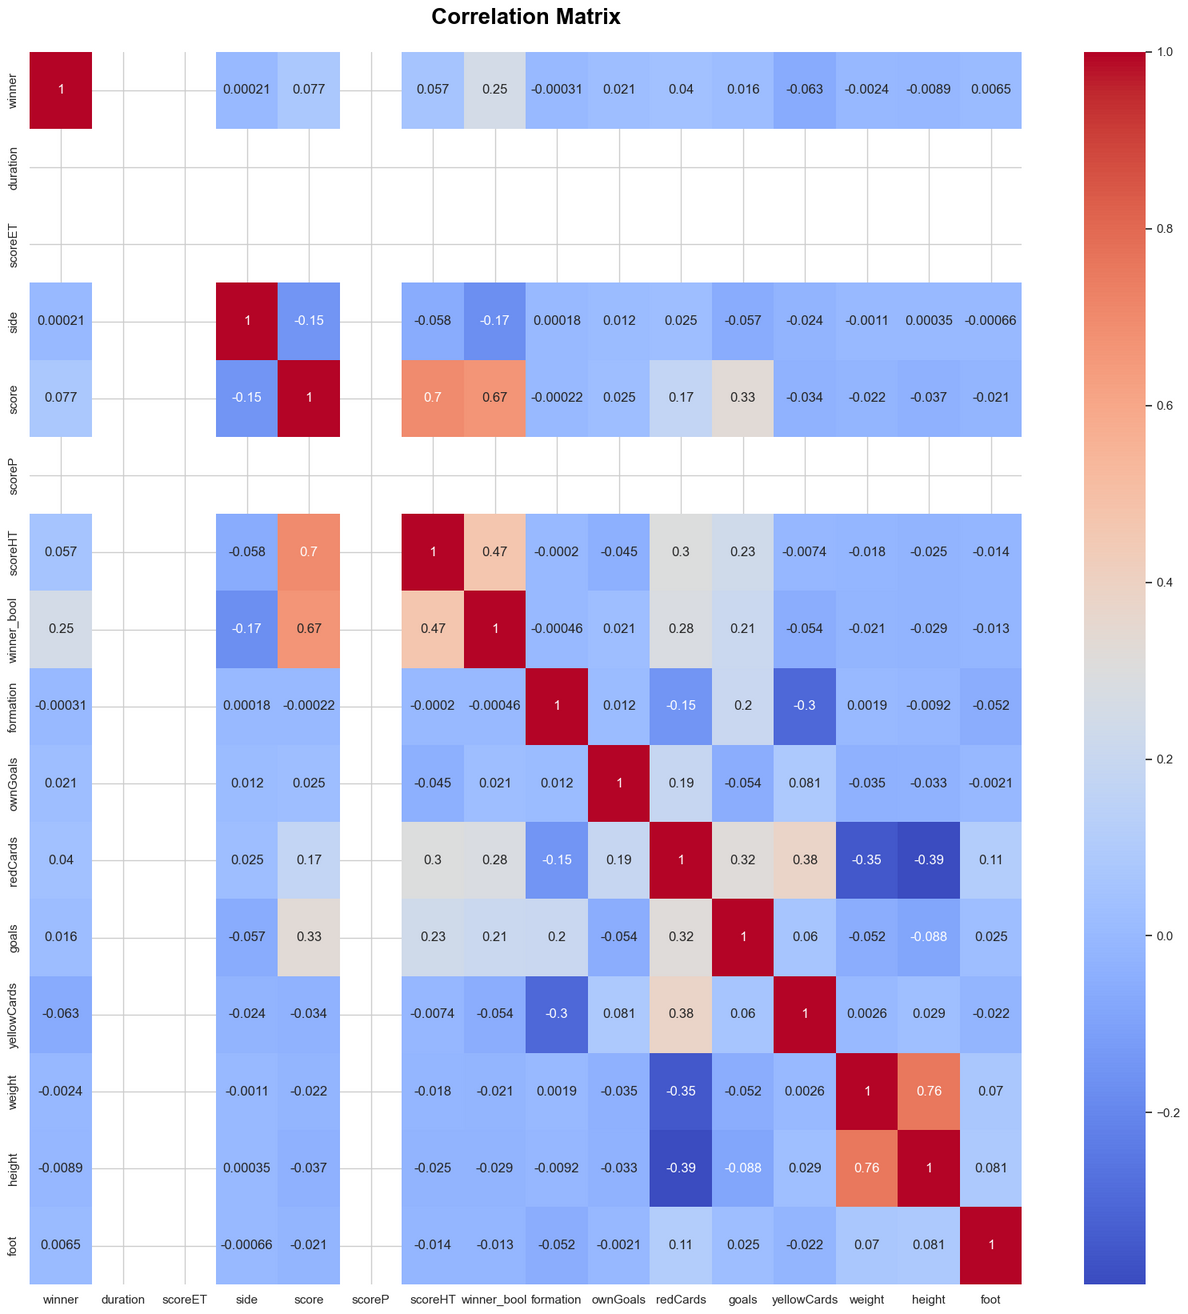 Correlation Matrix
winner 1 0.00021 0.077 0.057 0.25 -0.00031 0.021 0.04 0.016 -0.063 -0.0024 -0.0089 0.0065
duration
scoreET
side 0.00021 1 -0.15 -0.058 -0.17 0.00018 0.012 0.025 -0.057 -0.024 -0.0011 0.00035 -0.00066
score 0.077 -0.15 1 0.7 0.67 -0.00022 0.025 0.17 0.33 -0.034 -0.022 -0.037 -0.021
scoreP
scoreHT 0.057 -0.058 0.7 1 0.47 -0.0002 -0.045 0.3 0.23 -0.0074 -0.018 -0.025 -0.014
winner_bool 0.25 -0.17 0.67 0.47 1 -0.00046 0.021 0.28 0.21 -0.054 -0.021 -0.029 -0.013
formation -0.00031 0.00018 -0.00022 -0.0002 -0.00046 1 0.012 -0.15 0.2 -0.3 0.0019 -0.0092 -0.052
ownGoals 0.021 0.012 0.025 -0.045 0.021 0.012 1 0.19 -0.054 0.081 -0.035 -0.033 -0.0021
redCards 0.04 0.025 0.17 0.3 0.28 -0.15 0.19 1 0.32 0.38 -0.35 -0.39 0.11
goals 0.016 -0.057 0.33 0.23 0.21 0.2 -0.054 0.32 1 0.06 -0.052 -0.088 0.025
yellowCards -0.063 -0.024 -0.034 -0.0074 -0.054 -0.3 0.081 0.38 0.06 1 0.0026 0.029 -0.022
weight -0.0024 -0.0011 -0.022 -0.018 -0.021 0.0019 -0.035 -0.35 -0.052 0.0026 1 0.76 0.07
height -0.0089 0.00035 -0.037 -0.025 -0.029 -0.0092 -0.033 -0.39 -0.088 0.029 0.76 1 0.081
foot 0.0065 -0.00066 -0.021 -0.014 -0.013 -0.052 -0.0021 0.11 0.025 -0.022 0.07 0.081 1
winner duration scoreET side score scoreP scoreHT winner_bool formation ownGoals redCards goals yellowCards weight height foot
1.0
0.8
0.6
0.4
0.2
0.0
−0.2